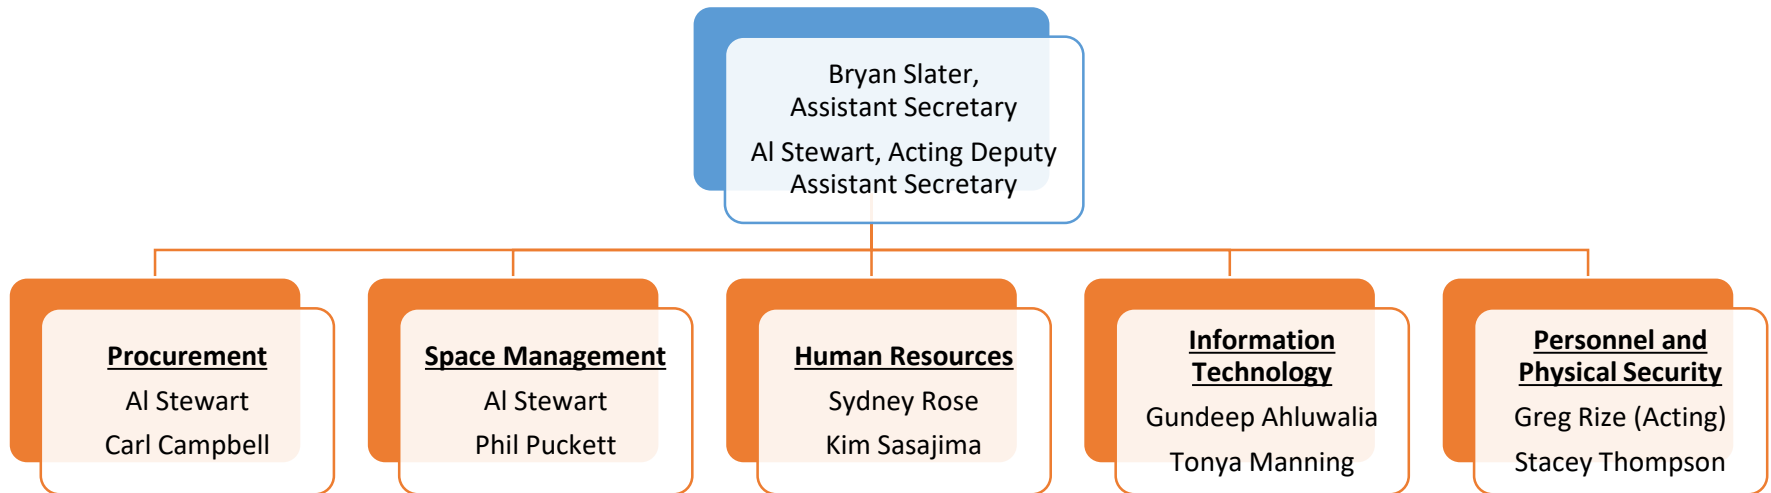 Bryan Slater,
Assistant Secretary
Al Stewart, Acting Deputy
Assistant Secretary
Procurement
Al Stewart
Carl Campbell
Space Management
Al Stewart
Phil Puckett
Human Resources
Sydney Rose
Kim Sasajima
Information
Technology
Gundeep Ahluwalia
Tonya Manning
Personnel and
Physical Security
Greg Rize (Acting)
Stacey Thompson